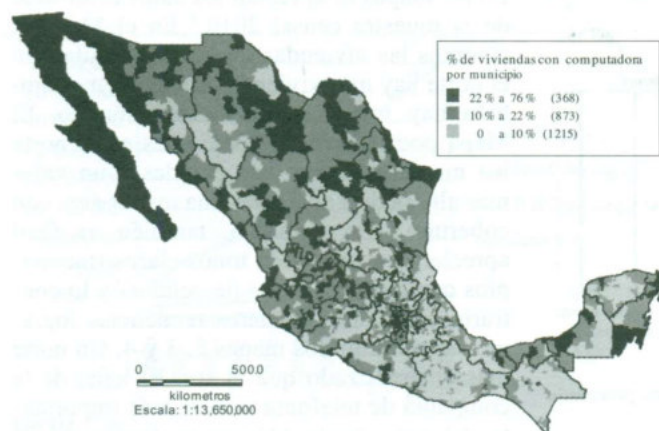 % de viviendas con computadora
por municipio
22 % a 76 % (368)
10 % a 22 % (873)
0 a 10 % (1215)
0 250 500.0
kilometros
Escala: 1:13,650,000